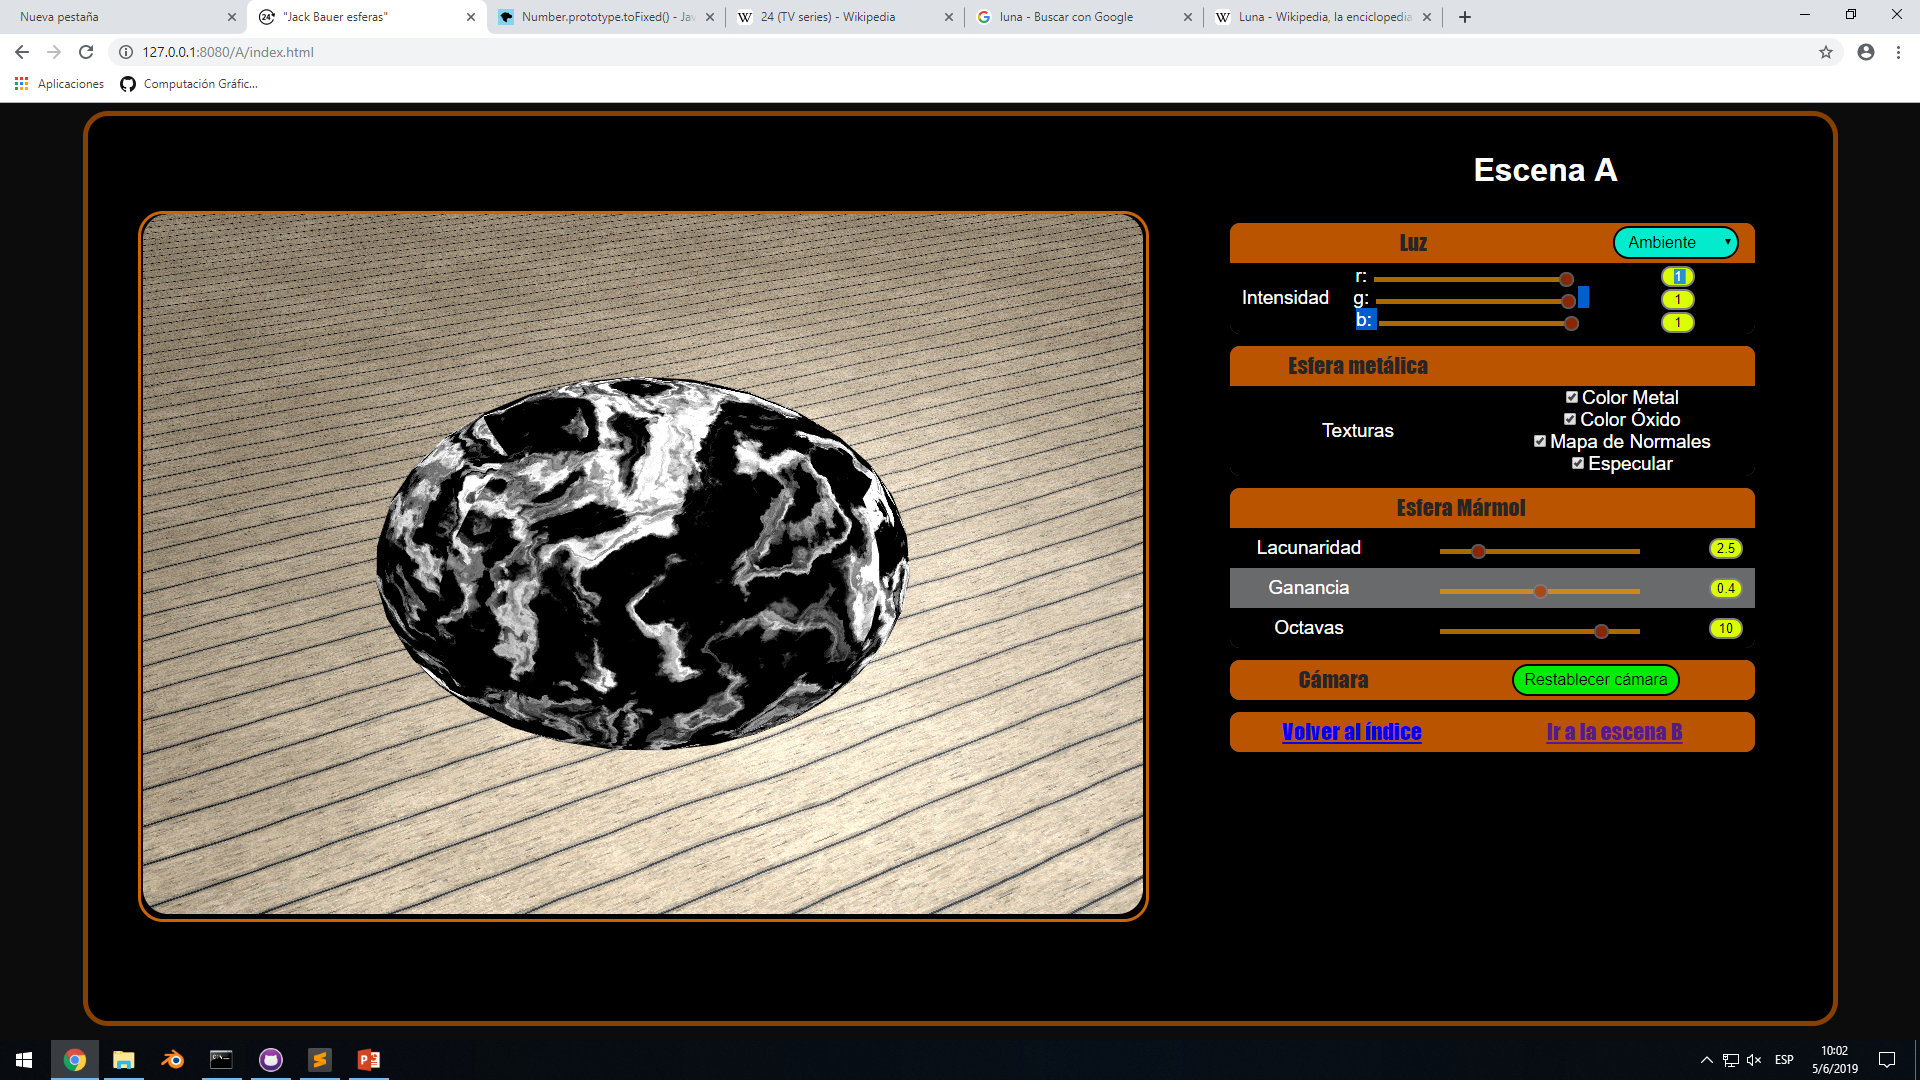 Nueva pestaña
24
"Jack Bauer esferas"
Number.prototype.toFixed() - Jav
W
24 (TV series) - Wikipedia
G
luna - Buscar con Google
W
Luna - Wikipedia, la enciclopedia
127.0.0.1:8080/A/index.html
Aplicaciones
Computación Gráfic...
Escena A
Luz
Ambiente
Intensidad
r:
1
g:
1
b:
1
Esfera metálica
Texturas
Color Metal
Color Óxido
Mapa de Normales
Especular
Esfera Mármol
Lacunaridad
2.5
Ganancia
0.4
Octavas
10
Cámara
Restablecer cámara
Volver al índice
Ir a la escena B
ESP
10:02
5/6/2019